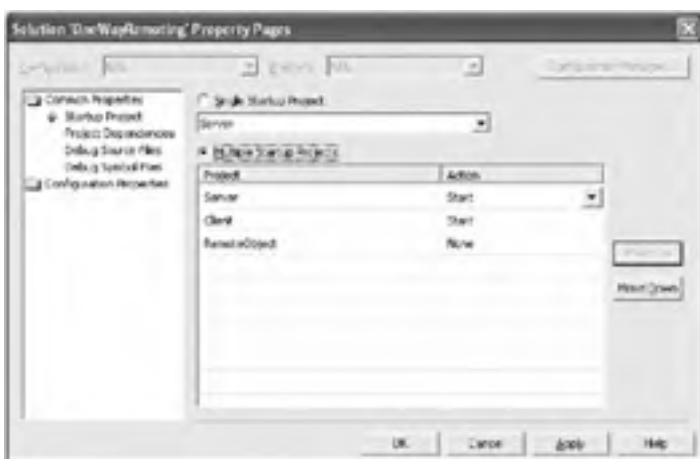 Solution 'OneWayRemoting' Property Pages
Common Properties
Startup Project
Project Dependencies
Debug Source Files
Debug Symbol Files
Configuration Properties
Single Startup Project
Server
Multiple Startup Projects
Project Action
Server Start
Client Start
RemoteObject None
Move Down
OK Cancel Apply Help